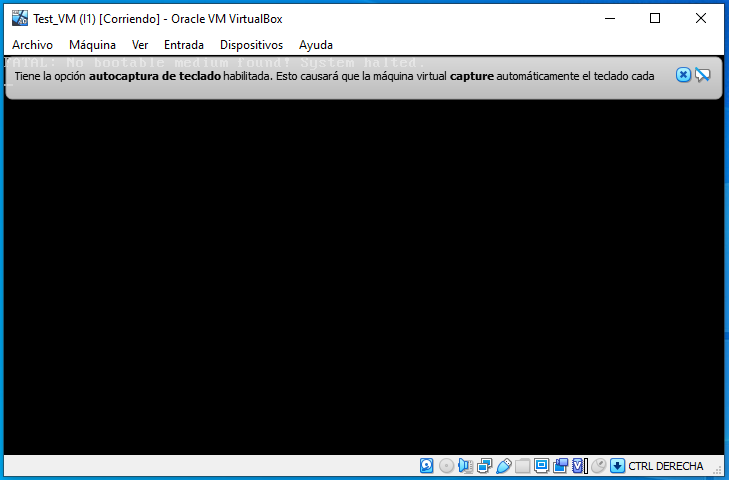 Test_VM (I1) [Corriendo] - Oracle VM VirtualBox
Archivo Máquina Ver Entrada Dispositivos Ayuda
FATAL: No bootable medium found! System halted.
Tiene la opción autocaptura de teclado habilitada. Esto causará que la máquina virtual capture automáticamente el teclado cada
CTRL DERECHA